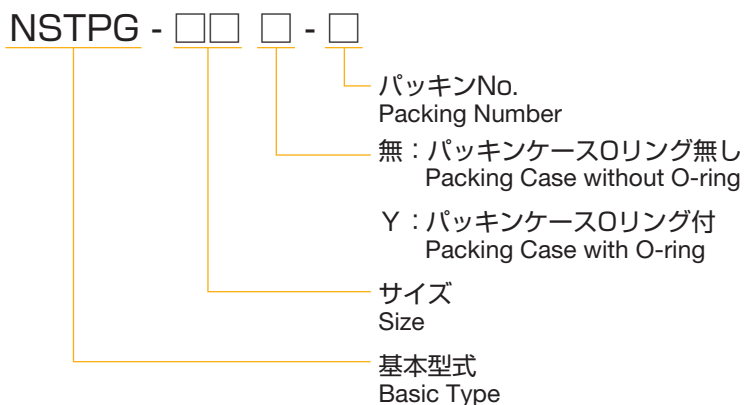 NSTPG - □□ □ - □
パッキンNo.
Packing Number
無：パッキンケースOリング無し
Packing Case without O-ring
Y：パッキンケースOリング付
Packing Case with O-ring
サイズ
Size
基本型式
Basic Type